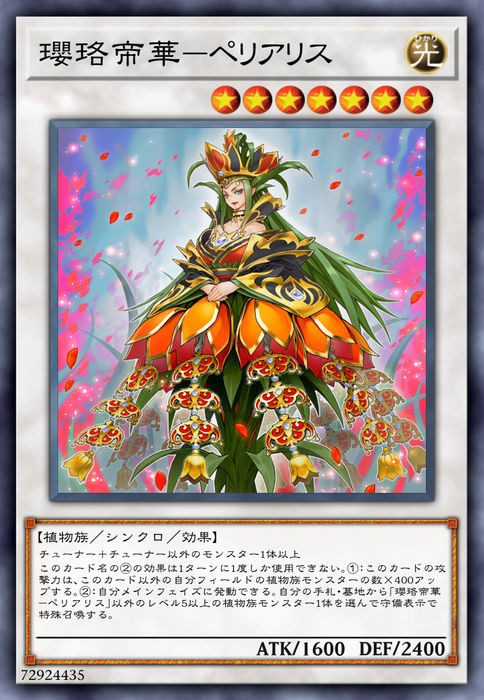 瓔珞帝華－ペリアリス
ひかり
光
【植物族／シンクロ／効果】
チューナー＋チューナー以外のモンスター1体以上
このカード名の②の効果は1ターンに1度しか使用できない。①：このカードの攻
撃力は、このカード以外の自分フィールドの植物族モンスターの数×400アッ
プする。②：自分メインフェイズに発動できる。自分の手札・墓地から「瓔珞帝華
－ペリアリス」以外のレベル5以上の植物族モンスター1体を選んで守備表示で
特殊召喚する。
ATK/1600 DEF/2400
72924435